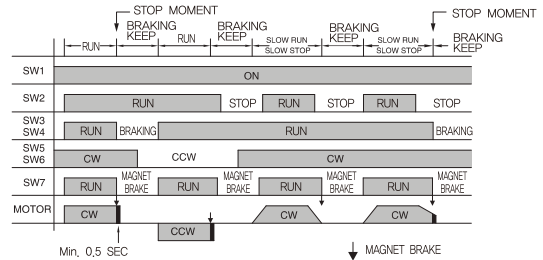 STOP MOMENT
STOP MOMENT
RUN
BRAKING
KEEP
RUN
BRAKING
KEEP
SLOW RUN
SLOW STOP
BRAKING
KEEP
SLOW RUN
SLOW STOP
BRAKING
KEEP
SW1
ON
SW2
RUN
STOP
RUN
STOP
RUN
STOP
SW3
SW4
RUN
BRAKING
RUN
BRAKING
SW5
SW6
CW
CCW
CW
SW7
RUN
MAGNET
BRAKE
RUN
MAGNET
BRAKE
RUN
MAGNET
BRAKE
RUN
MAGNET
BRAKE
MOTOR
CW
CCW
CW
CW
Min. 0.5 SEC
MAGNET BRAKE